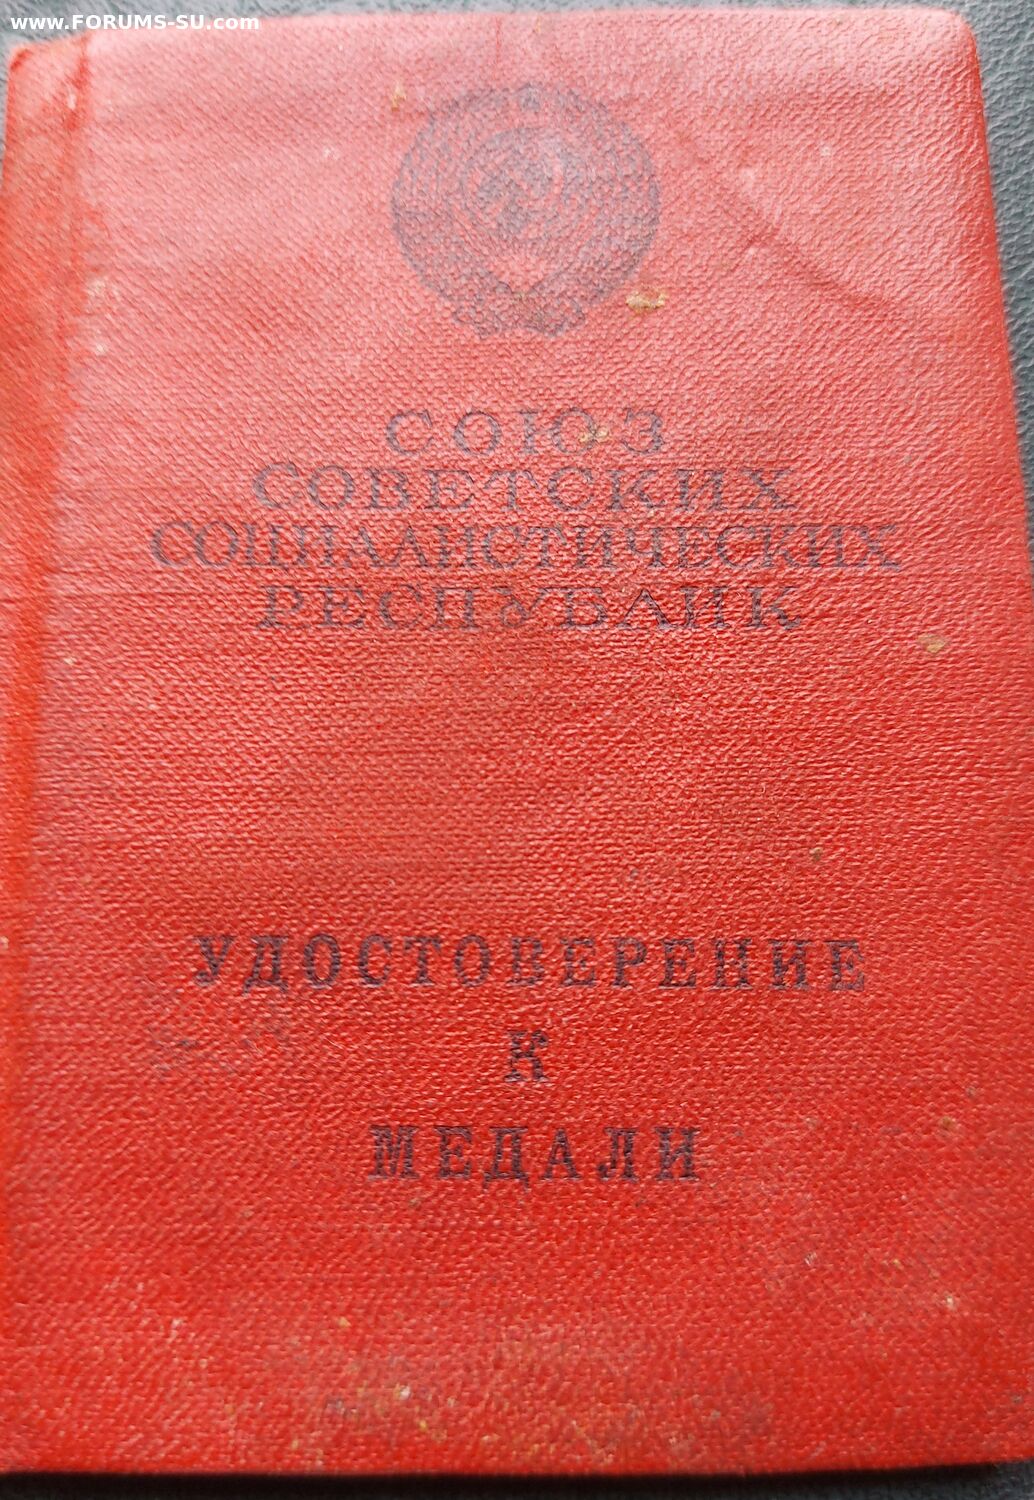 www.FORUMS-SU.com
СОЮЗ
СОВЕТСКИХ
СОЦИАЛИСТИЧЕСКИХ
РЕСПУБЛИК
УДОСТОВЕРЕНИЕ
К
МЕДАЛИ